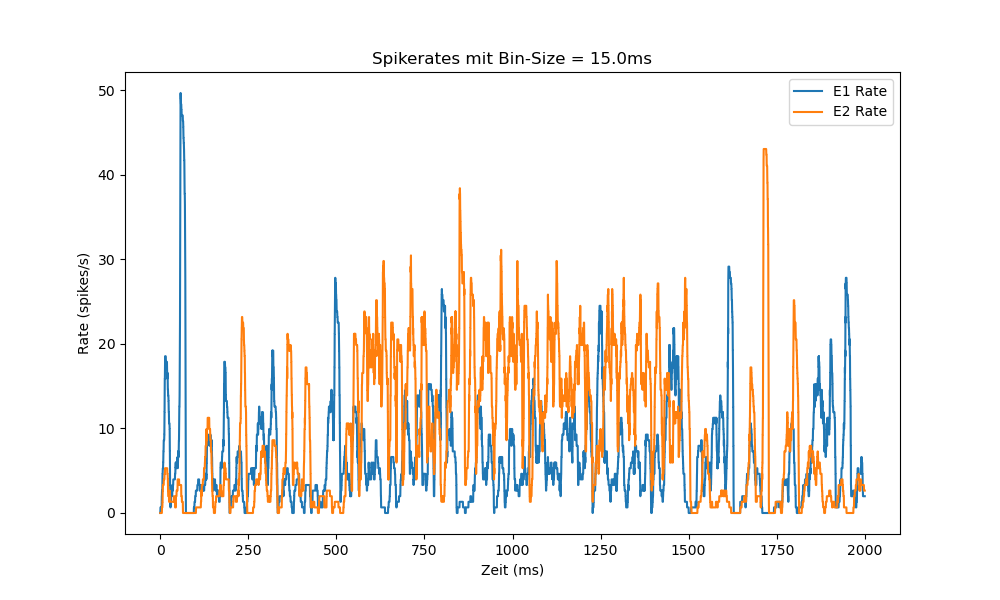 Spikerates mit Bin-Size = 15.0ms
E1 Rate
E2 Rate
50
40
30
20
10
0
Rate (spikes/s)
0 250 500 750 1000 1250 1500 1750 2000
Zeit (ms)